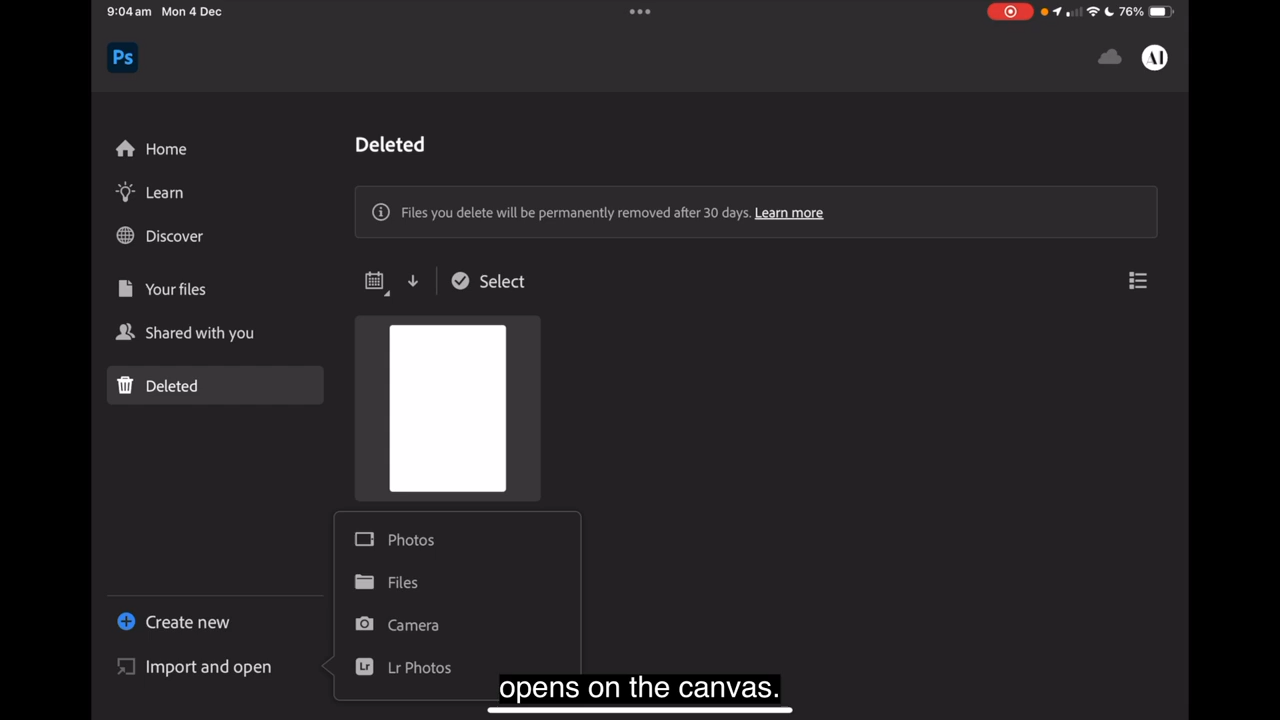 9:04 am Mon 4 Dec
76%
Ps
AI
Home
Learn
Discover
Your files
Shared with you
Deleted
Create new
Import and open
Deleted
Files you delete will be permanently removed after 30 days. Learn more
Select
Photos
Files
Camera
Lr Lr Photos
opens on the canvas.